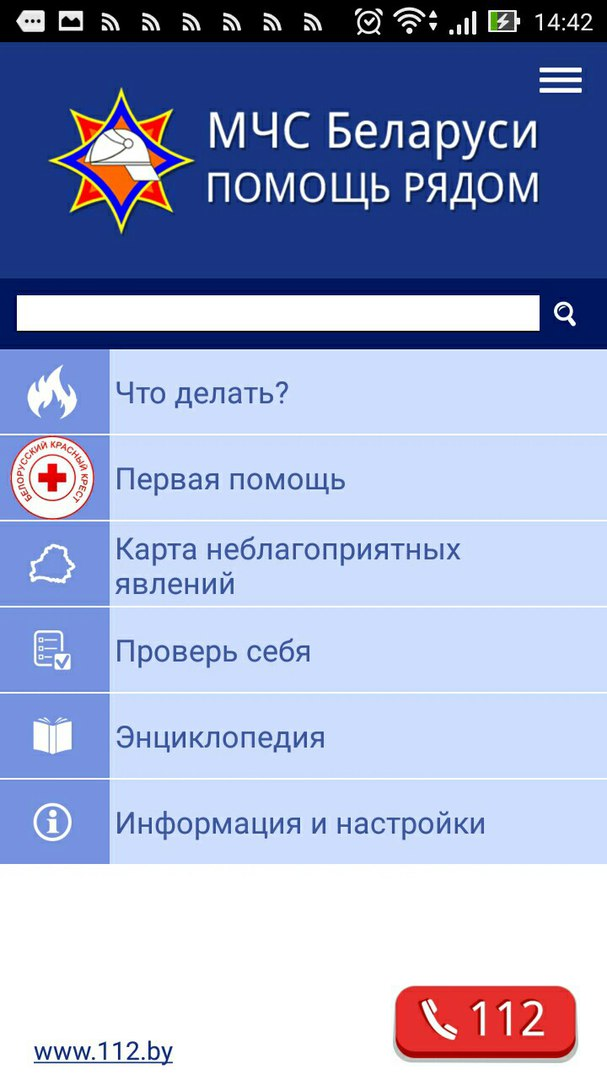 14:42
МЧС Беларуси
ПОМОЩЬ РЯДОМ
Что делать?
БЕЛОРУССКИЙ КРАСНЫЙ КРЕСТ
Первая помощь
Карта неблагоприятных
явлений
Проверь себя
Энциклопедия
Информация и настройки
112
www.112.by